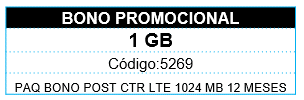 BONO PROMOCIONAL
1 GB
Código:5269
PAQ BONO POST CTR LTE 1024 MB 12 MESES